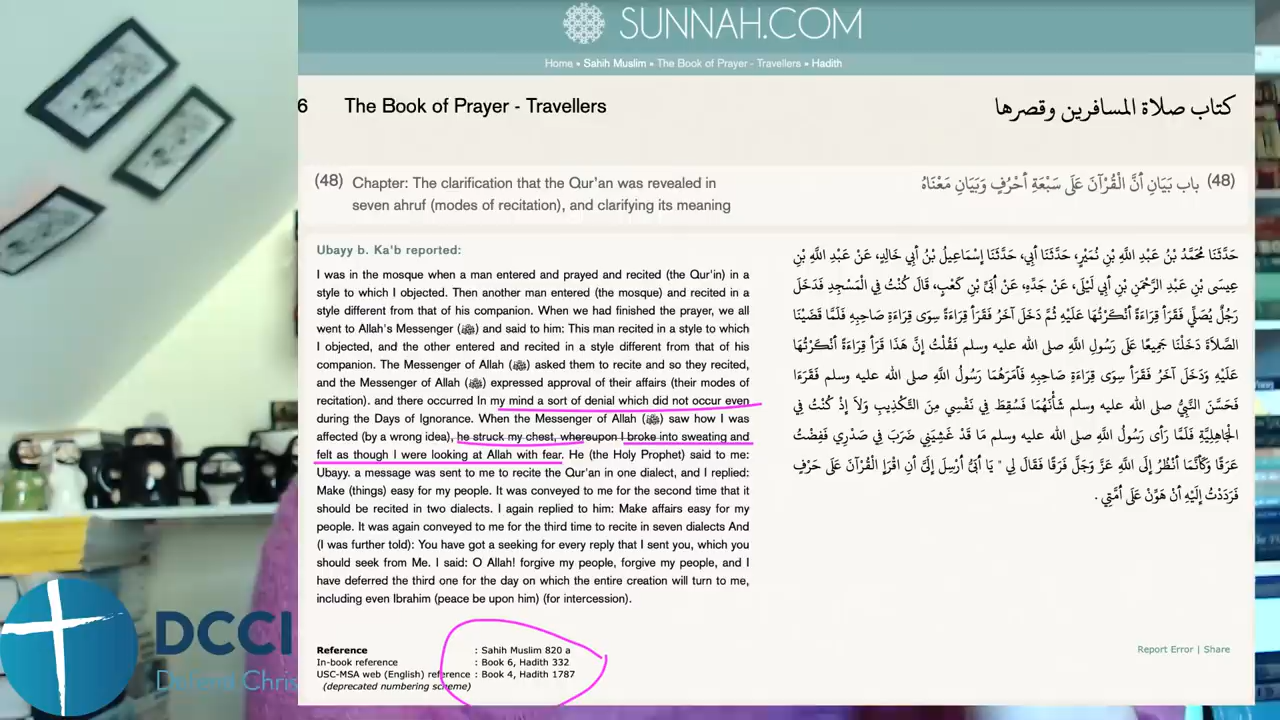 SUNNAH.COM
Home • Sahih Muslim • The Book of Prayer - Travellers » Hadith
6 The Book of Prayer - Travellers
كتاب صلاة المسافرين وقصرها
(48) Chapter: The clarification that the Qur'an was revealed in
seven ahruf (modes of recitation), and clarifying its meaning
(48) باب بَيَانِ أَنَّ الْقُرْآنَ عَلَى سَبْعَةِ أَحْرُفٍ وَبَيَانِ مَعْنَاهُ
Ubayy b. Ka'b reported:
I was in the mosque when a man entered and prayed and recited (the Qur'in) in a
style to which I objected. Then another man entered (the mosque) and recited in a
style different from that of his companion. When we had finished the prayer, we all
went to Allah's Messenger (ﷺ) and said to him: This man recited in a style to which
I objected, and the other entered and recited in a style different from that of his
companion. The Messenger of Allah (ﷺ) asked them to recite and so they recited,
and the Messenger of Allah (ﷺ) expressed approval of their affairs (their modes of
recitation). and there occurred In my mind a sort of denial which did not occur even
during the Days of Ignorance. When the Messenger of Allah (ﷺ) saw how I was
affected (by a wrong idea), he struck my chest, whereupon I broke into sweating and
felt as though I were looking at Allah with fear. He (the Holy Prophet) said to me:
Ubayy. a message was sent to me to recite the Qur'an in one dialect, and I replied:
Make (things) easy for my people. It was conveyed to me for the second time that it
should be recited in two dialects. I again replied to him: Make affairs easy for my
people. It was again conveyed to me for the third time to recite in seven dialects And
(I was further told): You have got a seeking for every reply that I sent you, which you
should seek from Me. I said: O Allah! forgive my people, forgive my people, and I
have deferred the third one for the day on which the entire creation will turn to me,
including even Ibrahim (peace be upon him) (for intercession).
حَدَّثَنَا مُحَمَّدُ بْنُ عَبْدِ اللَّهِ بْنِ نُمَيْرٍ، حَدَّثَنَا أَبِي، حَدَّثَنَا إِسْمَاعِيلُ بْنُ أَبِي خَالِدٍ، عَنْ عَبْدِ اللَّهِ بْنِ
عِيسَى بْنِ عَبْدِ الرَّحْمَنِ بْنِ أَبِي لَيْلَى، عَنْ جَدِّهِ، عَنْ أُبَىِّ بْنِ كَعْبٍ، قَالَ كُنْتُ فِي الْمَسْجِدِ فَدَخَلَ
رَجُلٌ يُصَلِّي فَقَرَأَ قِرَاءَةً أَنْكَرْتُهَا عَلَيْهِ ثُمَّ دَخَلَ آخَرُ فَقَرَأَ قِرَاءَةً سِوَى قِرَاءَةِ صَاحِبِهِ فَلَمَّا قَضَيْنَا
الصَّلاَةَ دَخَلْنَا جَمِيعًا عَلَى رَسُولِ اللَّهِ صلى الله عليه وسلم فَقُلْتُ إِنَّ هَذَا قَرَأَ قِرَاءَةً أَنْكَرْتُهَا
عَلَيْهِ وَدَخَلَ آخَرُ فَقَرَأَ سِوَى قِرَاءَةِ صَاحِبِهِ فَأَمَرَهُمَا رَسُولُ اللَّهِ صلى الله عليه وسلم فَقَرَءَا
فَحَسَّنَ النَّبِيُّ صلى الله عليه وسلم شَأْنَهُمَا فَسُقِطَ فِي نَفْسِي مِنَ التَّكْذِيبِ وَلاَ إِذْ كُنْتُ فِي
الْجَاهِلِيَّةِ فَلَمَّا رَأَى رَسُولُ اللَّهِ صلى الله عليه وسلم مَا قَدْ غَشِيَنِي ضَرَبَ فِي صَدْرِي فَفِضْتُ
عَرَقًا وَكَأَنَّمَا أَنْظُرُ إِلَى اللَّهِ عَزَّ وَجَلَّ فَرَقًا فَقَالَ لِي " يَا أُبَىُّ أُرْسِلَ إِلَىَّ أَنِ اقْرَإِ الْقُرْآنَ عَلَى حَرْفٍ
فَرَدَدْتُ إِلَيْهِ أَنْ هَوِّنْ عَلَى أُمَّتِي .
Reference : Sahih Muslim 820 a
In-book reference : Book 6, Hadith 332
USC-MSA web (English) reference : Book 4, Hadith 1787
(deprecated numbering scheme)
Report Error | Share
DCCI
Defend Chris